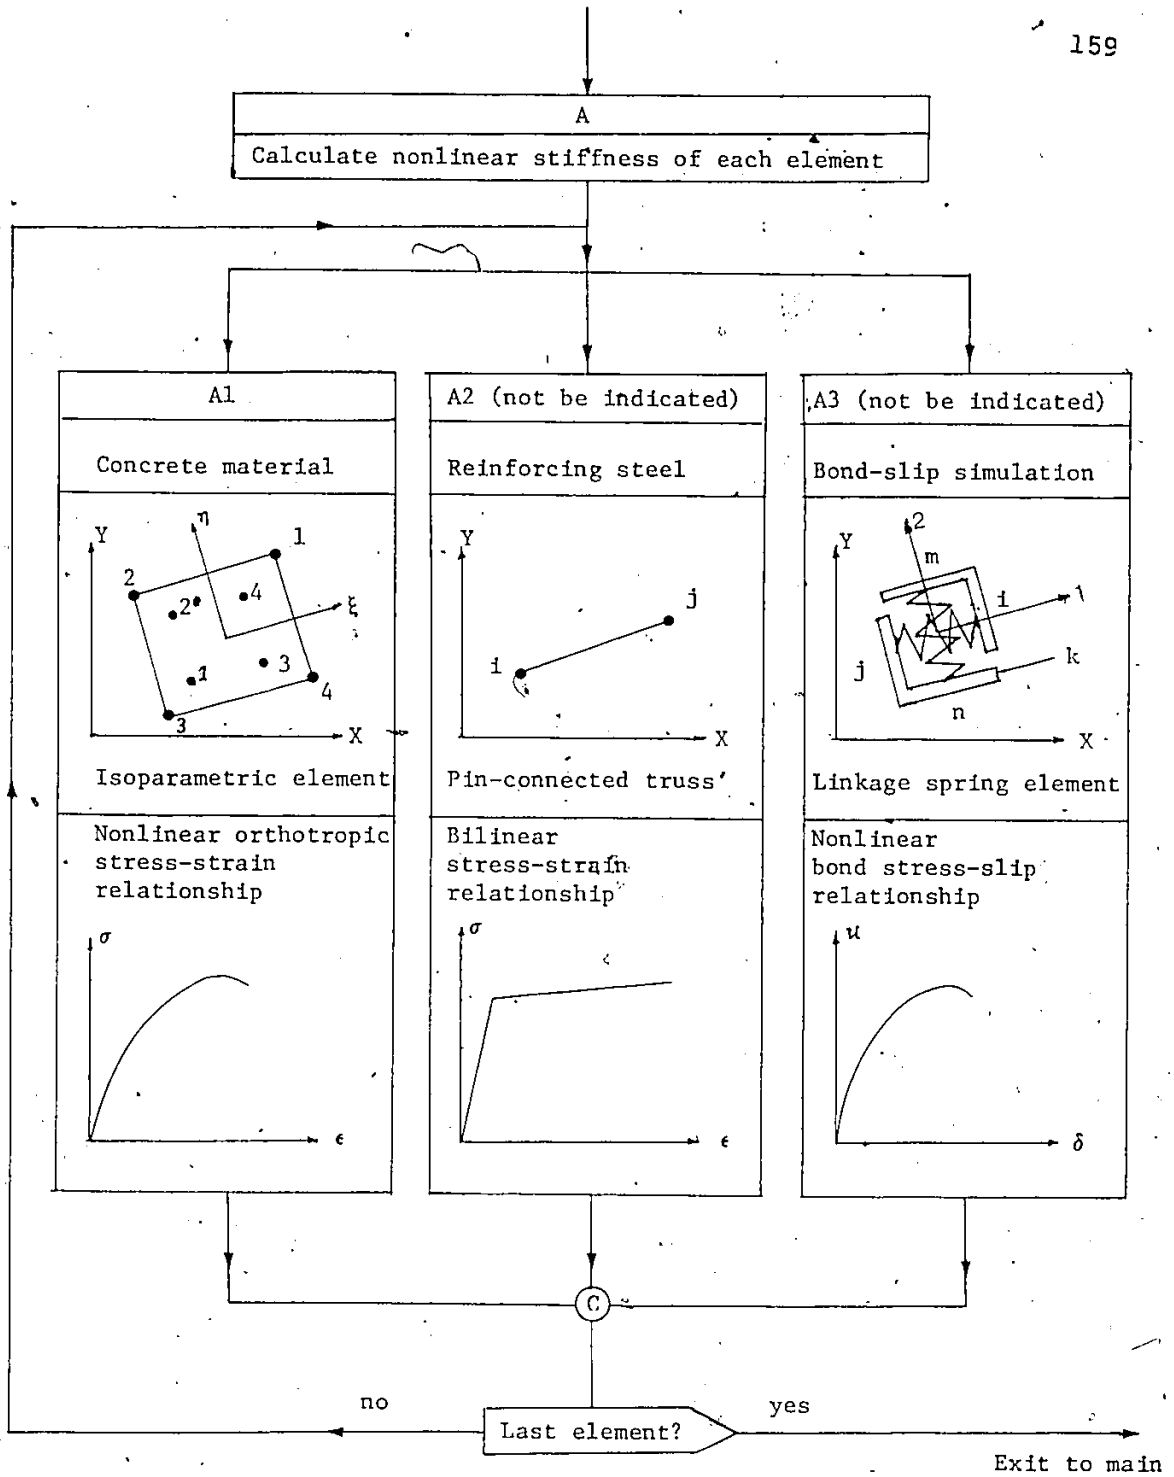 159
A
Calculate nonlinear stiffness of each element
A1
Concrete material
Y
η
1
2
2
4
ξ
1
3
4
3
X
Isoparametric element
Nonlinear orthotropic
stress-strain
relationship
σ
ε
A2 (not be indicated)
Reinforcing steel
Y
j
i
X
Pin-connected truss
Bilinear
stress-strain
relationship
σ
ε
A3 (not be indicated)
Bond-slip simulation
Y
2
m
i
1
j
k
n
X
Linkage spring element
Nonlinear
bond stress-slip
relationship
u
δ
C
no
Last element?
yes
Exit to main